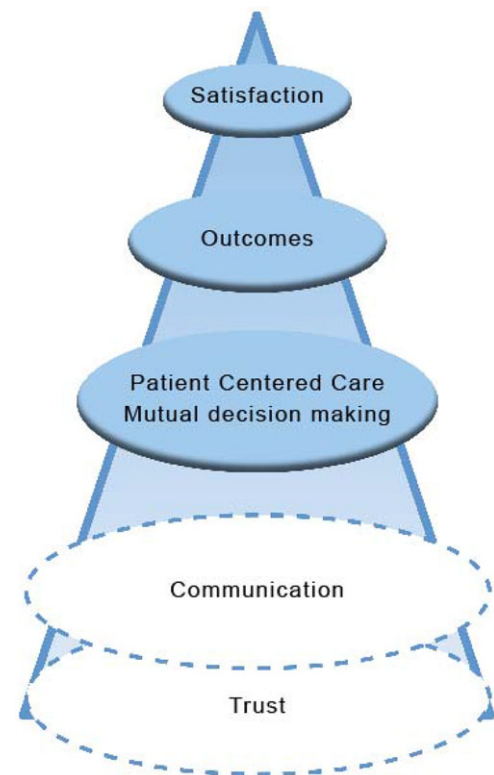 Satisfaction
Outcomes
Patient Centered Care
Mutual decision making
Communication
Trust